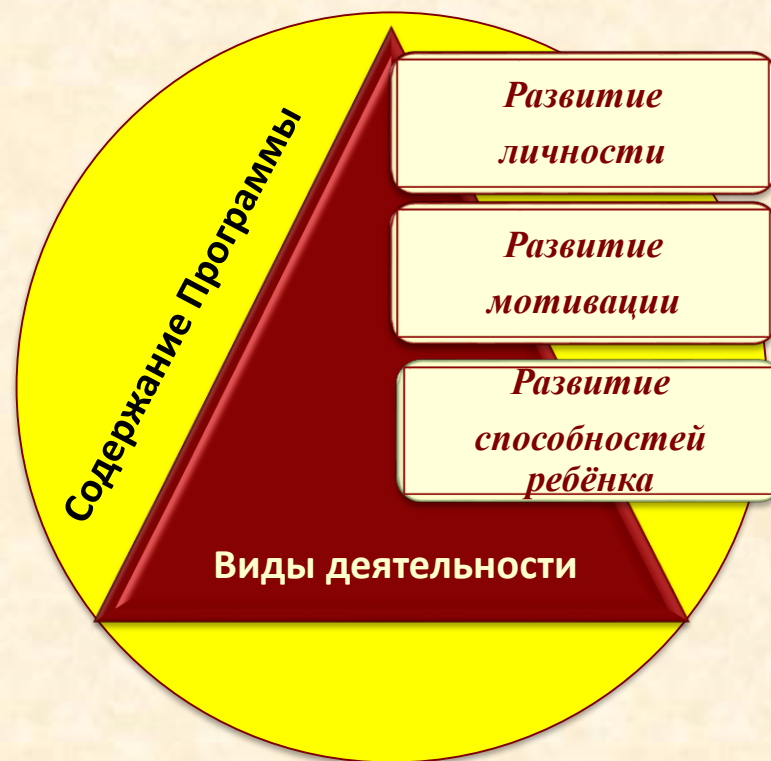 Содержание Программы
Развитие
личности
Развитие
мотивации
Развитие
способностей
ребёнка
Виды деятельности